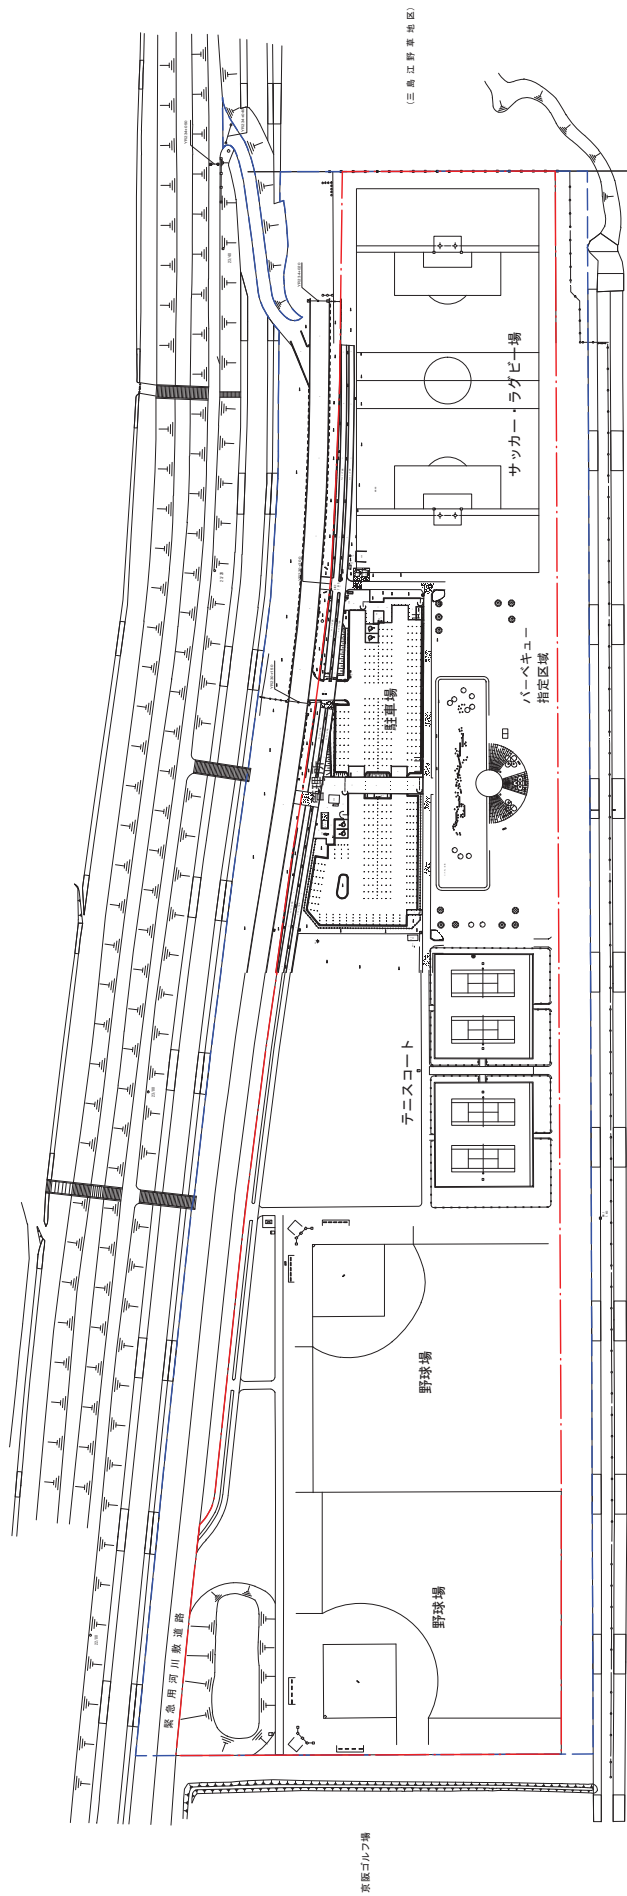 （三島江野草地区）
サッカー・ラグビー場
バーベキュー
指定区域
駐車場
テニスコート
野球場
野球場
緊急用河川敷道路
京阪ゴルフ場